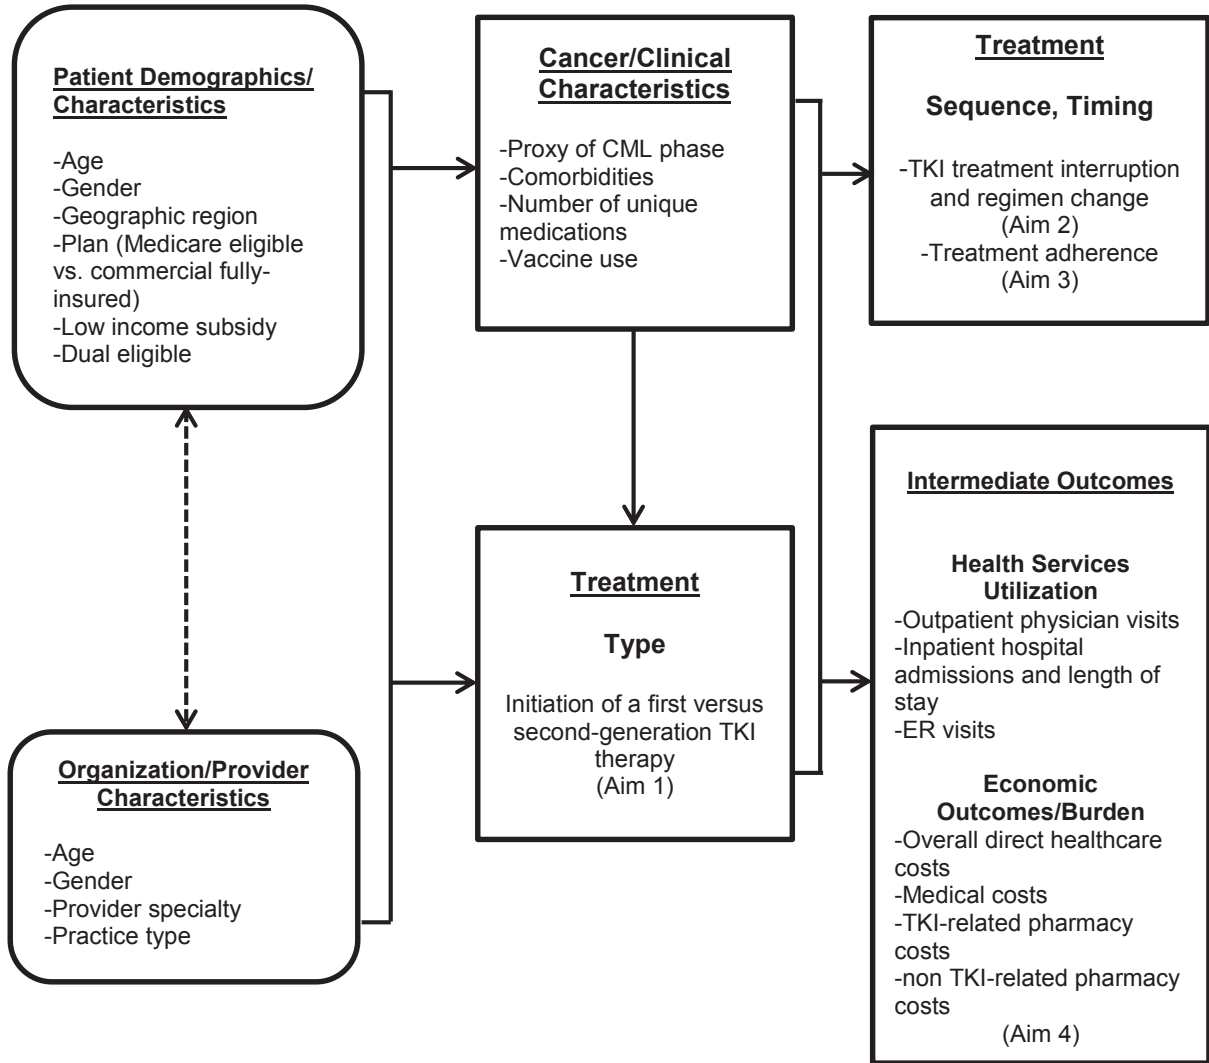 Patient Demographics/
Characteristics
-Age
-Gender
-Geographic region
-Plan (Medicare eligible
vs. commercial fully-
insured)
-Low income subsidy
-Dual eligible
Cancer/Clinical
Characteristics
-Proxy of CML phase
-Comorbidities
-Number of unique
medications
-Vaccine use
Treatment
Sequence, Timing
-TKI treatment interruption
and regimen change
(Aim 2)
-Treatment adherence
(Aim 3)
Organization/Provider
Characteristics
-Age
-Gender
-Provider specialty
-Practice type
Treatment
Type
Initiation of a first versus
second-generation TKI
therapy
(Aim 1)
Intermediate Outcomes
Health Services
Utilization
-Outpatient physician visits
-Inpatient hospital
admissions and length of
stay
-ER visits
Economic
Outcomes/Burden
-Overall direct healthcare
costs
-Medical costs
-TKI-related pharmacy
costs
-non TKI-related pharmacy
costs
(Aim 4)